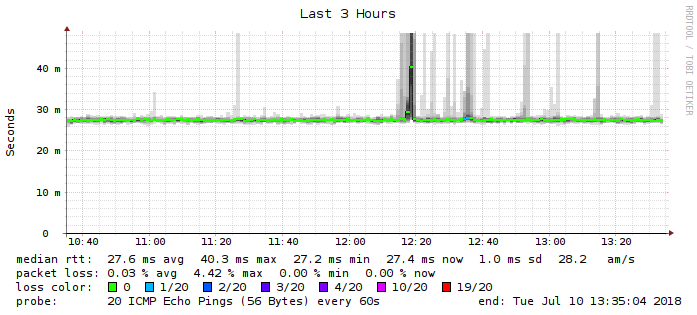 Last 3 Hours
RRDTOOL / TOBI OETIKER
Seconds
40 m
30 m
20 m
10 m
0
10:40 11:00 11:20 11:40 12:00 12:20 12:40 13:00 13:20
median rtt: 27.6 ms avg 40.3 ms max 27.2 ms min 27.4 ms now 1.0 ms sd 28.2 am/s
packet loss: 0.03 % avg 4.42 % max 0.00 % min 0.00 % now
loss color: 0 1/20 2/20 3/20 4/20 10/20 19/20
probe: 20 ICMP Echo Pings (56 Bytes) every 60s end: Tue Jul 10 13:35:04 2018